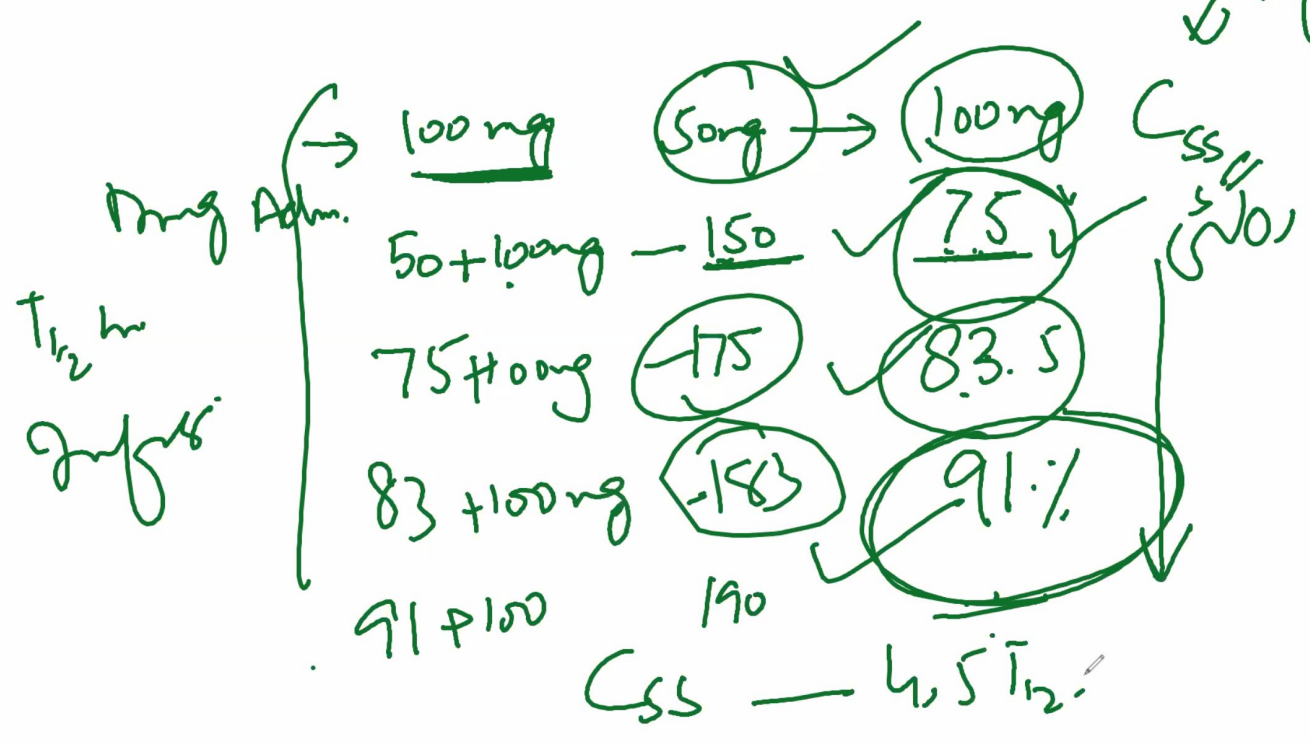 → 100 mg 50mg → 100mg Css
Drug Adm.
50+100mg — 150 75
T1/2
75+100mg – 175 83.5
Infusi
83 +100mg – 183 91.%
91 + 100 190
Css — 4,5 T1/2.